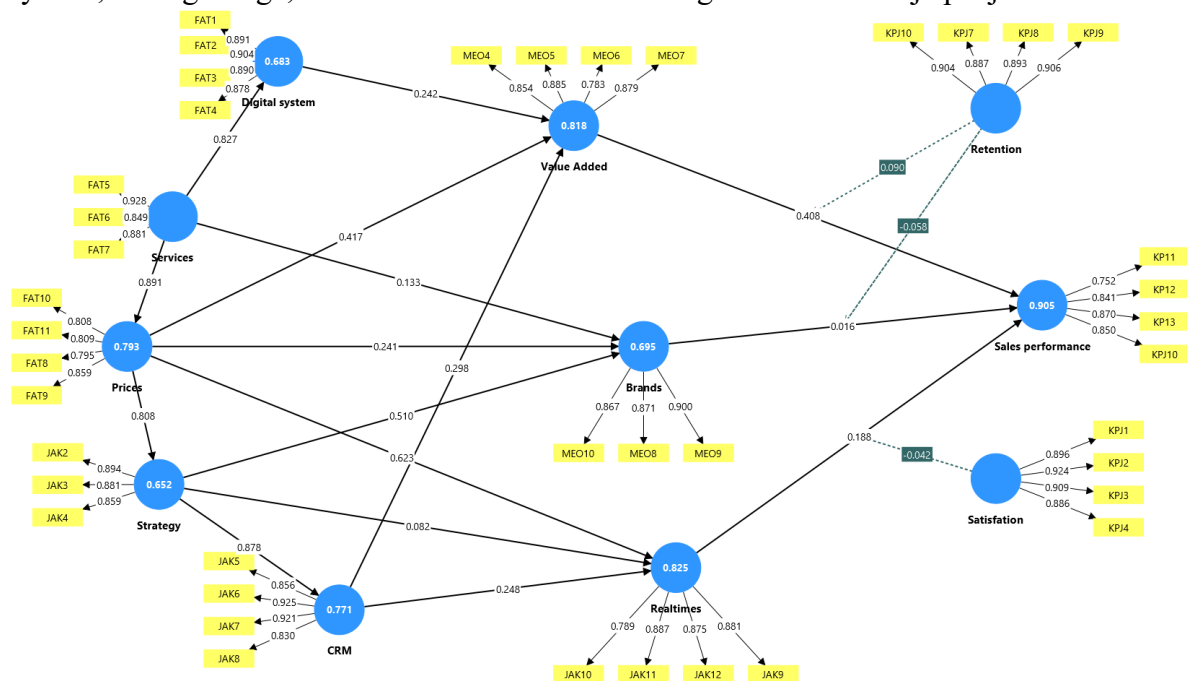 FAT1
FAT2
FAT3
FAT4
0.891
0.904
0.890
0.878
0.683
Digital system
0.242
0.827
MEO4
MEO5
MEO6
MEO7
0.854
0.885
0.783
0.879
0.818
Value Added
KPJ10
KPJ7
KPJ8
KPJ9
0.904
0.887
0.893
0.906
Retention
0.090
-0.058
0.408
FAT5
FAT6
FAT7
0.928
0.849
0.881
Services
0.891
0.417
0.133
FAT10
FAT11
FAT8
FAT9
0.808
0.809
0.795
0.859
0.793
Prices
0.241
0.298
0.808
0.510
0.623
0.695
Brands
0.867
0.871
0.900
MEO10
MEO8
MEO9
0.016
0.905
Sales performance
0.752
0.841
0.870
0.850
KP11
KP12
KP13
KPJ10
JAK2
JAK3
JAK4
0.894
0.881
0.859
0.652
Strategy
0.082
0.878
0.188
-0.042
Satisfation
0.896
0.924
0.909
0.886
KPJ1
KPJ2
KPJ3
KPJ4
JAK5
JAK6
JAK7
JAK8
0.856
0.925
0.921
0.830
0.771
CRM
0.248
0.825
Realtimes
0.789
0.887
0.875
0.881
JAK10
JAK11
JAK12
JAK9